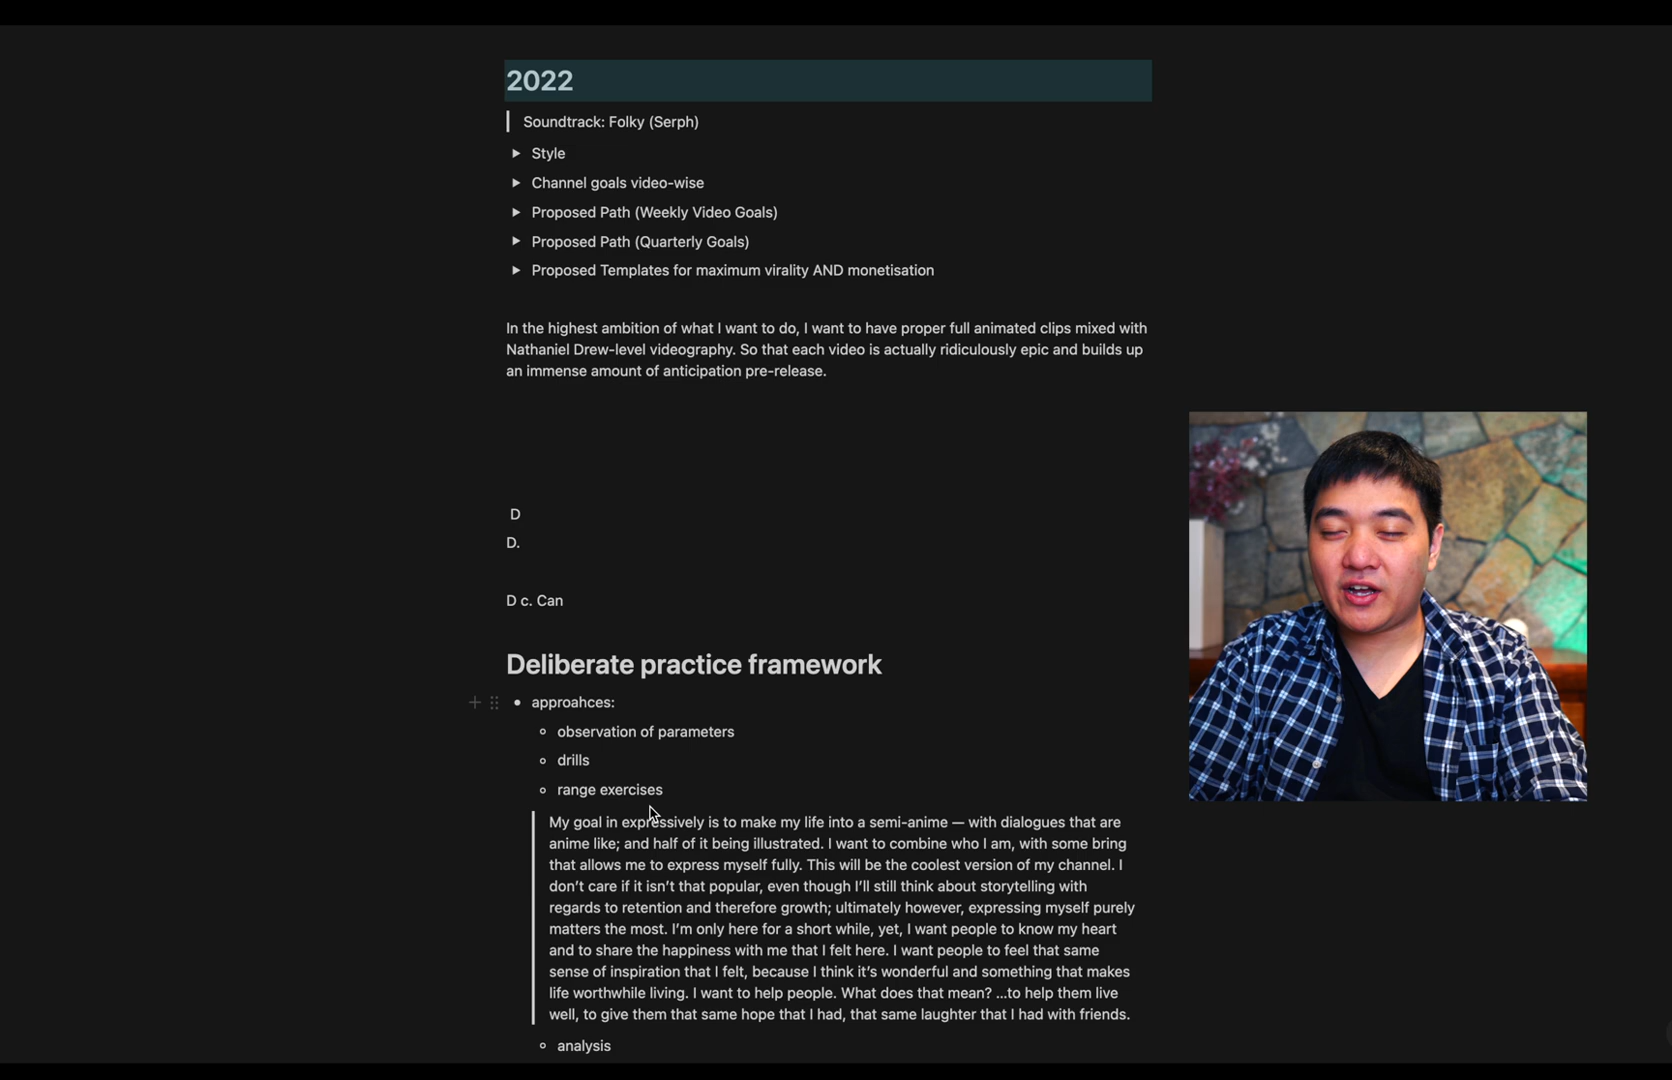 2022
Soundtrack: Folky (Serph)
Style
Channel goals video-wise
Proposed Path (Weekly Video Goals)
Proposed Path (Quarterly Goals)
Proposed Templates for maximum virality AND monetisation
In the highest ambition of what I want to do, I want to have proper full animated clips mixed with
Nathaniel Drew-level videography. So that each video is actually ridiculously epic and builds up
an immense amount of anticipation pre-release.
D
D.
D c. Can
Deliberate practice framework
approahces:
observation of parameters
drills
range exercises
My goal in expressively is to make my life into a semi-anime — with dialogues that are
anime like; and half of it being illustrated. I want to combine who I am, with some bring
that allows me to express myself fully. This will be the coolest version of my channel. I
don't care if it isn't that popular, even though I'll still think about storytelling with
regards to retention and therefore growth; ultimately however, expressing myself purely
matters the most. I'm only here for a short while, yet, I want people to know my heart
and to share the happiness with me that I felt here. I want people to feel that same
sense of inspiration that I felt, because I think it's wonderful and something that makes
life worthwhile living. I want to help people. What does that mean? ...to help them live
well, to give them that same hope that I had, that same laughter that I had with friends.
analysis